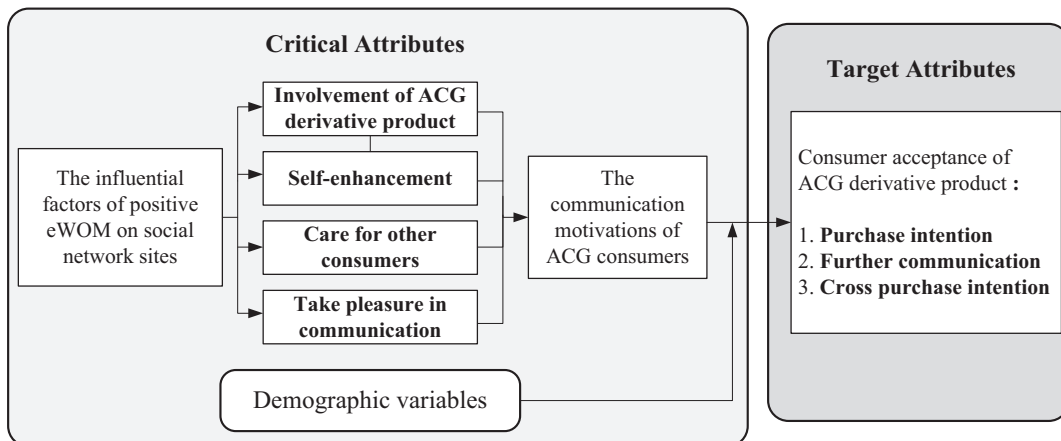 Critical Attributes
The influential
factors of positive
eWOM on social
network sites
Involvement of ACG
derivative product
Self-enhancement
Care for other
consumers
Take pleasure in
communication
The
communication
motivations of
ACG consumers
Demographic variables
Target Attributes
Consumer acceptance of
ACG derivative product :
1. Purchase intention
2. Further communication
3. Cross purchase intention